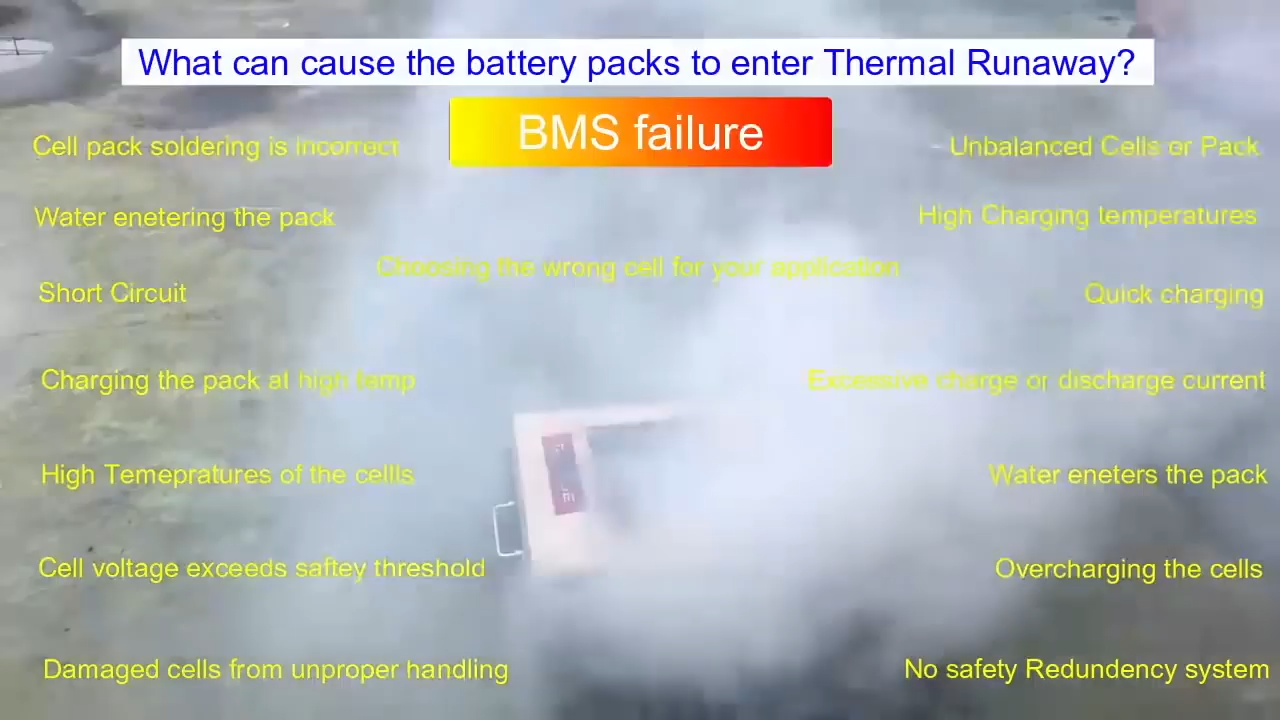 What can cause the battery packs to enter Thermal Runaway?
BMS failure
Cell pack soldering is incorrect
Unbalanced Cells or Pack
Water enetering the pack
High Charging temperatures
Choosing the wrong cell for your application
Short Circuit
Quick charging
Charging the pack at high temp
Excessive charge or discharge current
High Temepratures of the cellls
Water eneters the pack
Cell voltage exceeds saftey threshold
Overcharging the cells
Damaged cells from unproper handling
No safety Redundency system